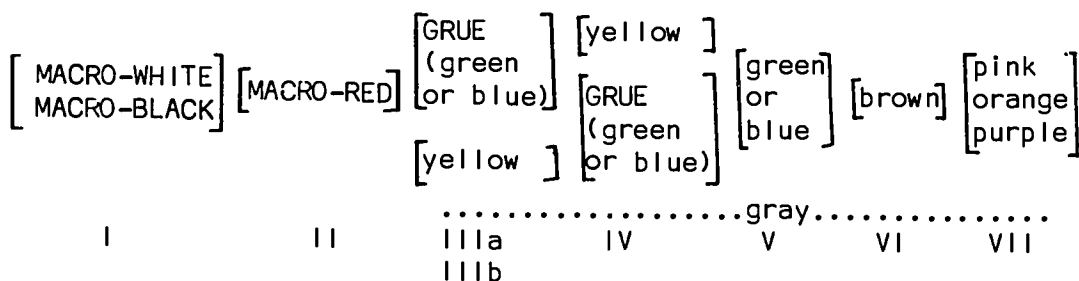 [MACRO-WHITE
MACRO-BLACK]
[MACRO-RED]
[GRUE
(green
or blue)]
[yellow ]
[yellow ]
[GRUE
(green
or blue)]
[green
or
blue]
[brown]
[pink
orange
purple]
....................gray................
I II IIIa IV V VI VII
IIIb